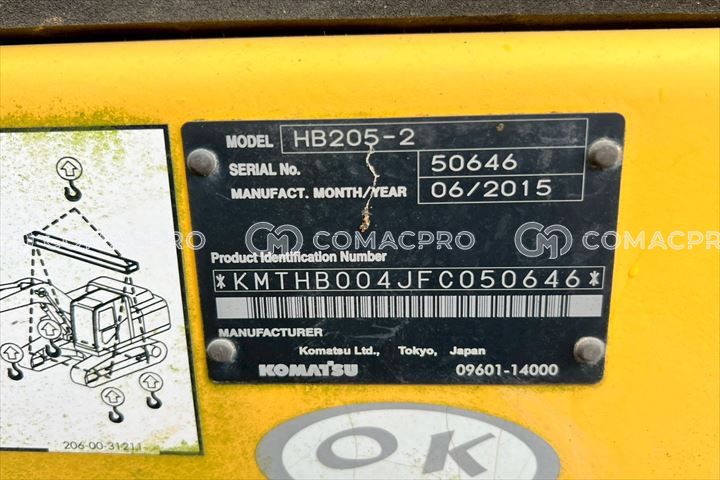 MODEL HB205-2
SERIAL No. 50646
MANUFACT. MONTH/YEAR 06/2015
COMACPRO COMACPRO COMAC
Product Identification Number
*KMTHB004JFC050646*
MANUFACTURER
Komatsu Ltd., Tokyo, Japan
KOMATSU 09601-14000
206-00-31211
OK